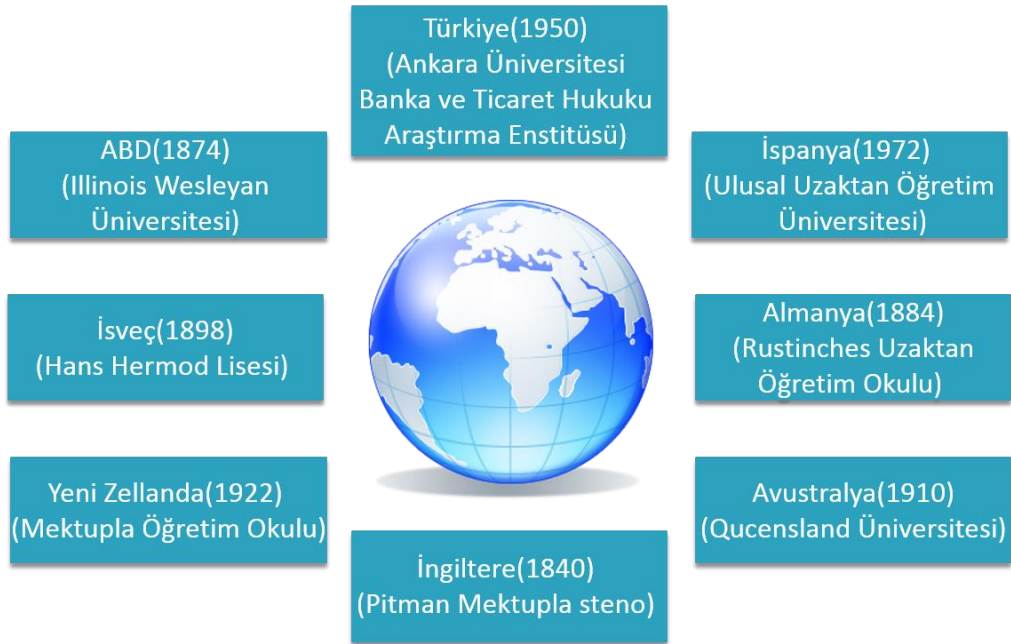 Türkiye(1950)
(Ankara Üniversitesi
Banka ve Ticaret Hukuku
Araştırma Enstitüsü)
ABD(1874)
(Illinois Wesleyan
Üniversitesi)
İspanya(1972)
(Ulusal Uzaktan Öğretim
Üniversitesi)
İsveç(1898)
(Hans Hermod Lisesi)
Almanya(1884)
(Rustinches Uzaktan
Öğretim Okulu)
Yeni Zellanda(1922)
(Mektupla Öğretim Okulu)
Avustralya(1910)
(Qucensland Üniversitesi)
İngiltere(1840)
(Pitman Mektupla steno)